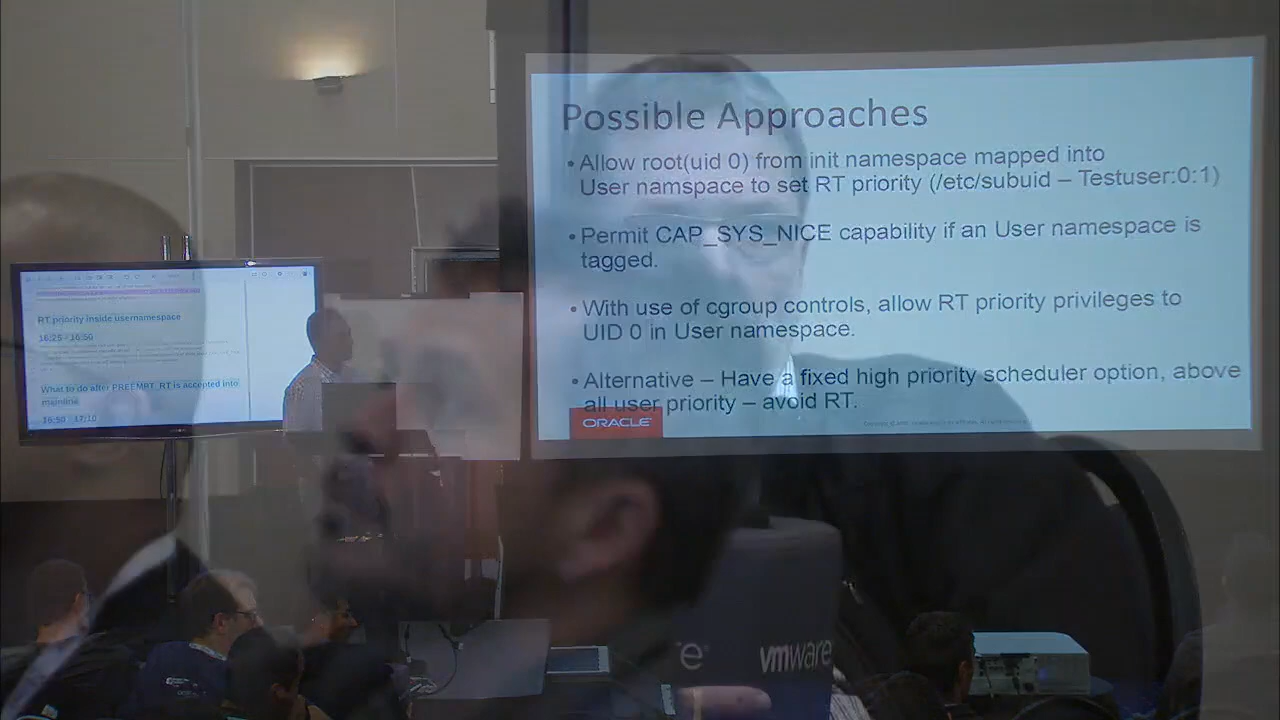 Possible Approaches
• Allow root(uid 0) from init namespace mapped into
User namspace to set RT priority (/etc/subuid – Testuser:0:1)
• Permit CAP_SYS_NICE capability if an User namespace is
tagged.
• With use of cgroup controls, allow RT priority privileges to
UID 0 in User namespace.
• Alternative – Have a fixed high priority scheduler option, above
all user priority – avoid RT.
ORACLE
RT priority inside usernamespace
16:25 - 16:50
What to do after PREEMPT_RT is accepted into
mainline
16:50 - 17:10
vmware